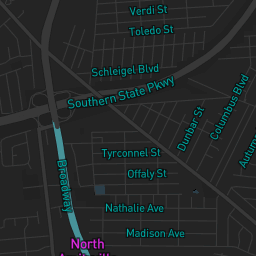 Verdi St
Toledo St
Schleigel Blvd
Southern State Pkwy
Columbus Blvd
Dunbar St
Tyrconnel St
Offaly St
Broadway
Nathalie Ave
Madison Ave
North